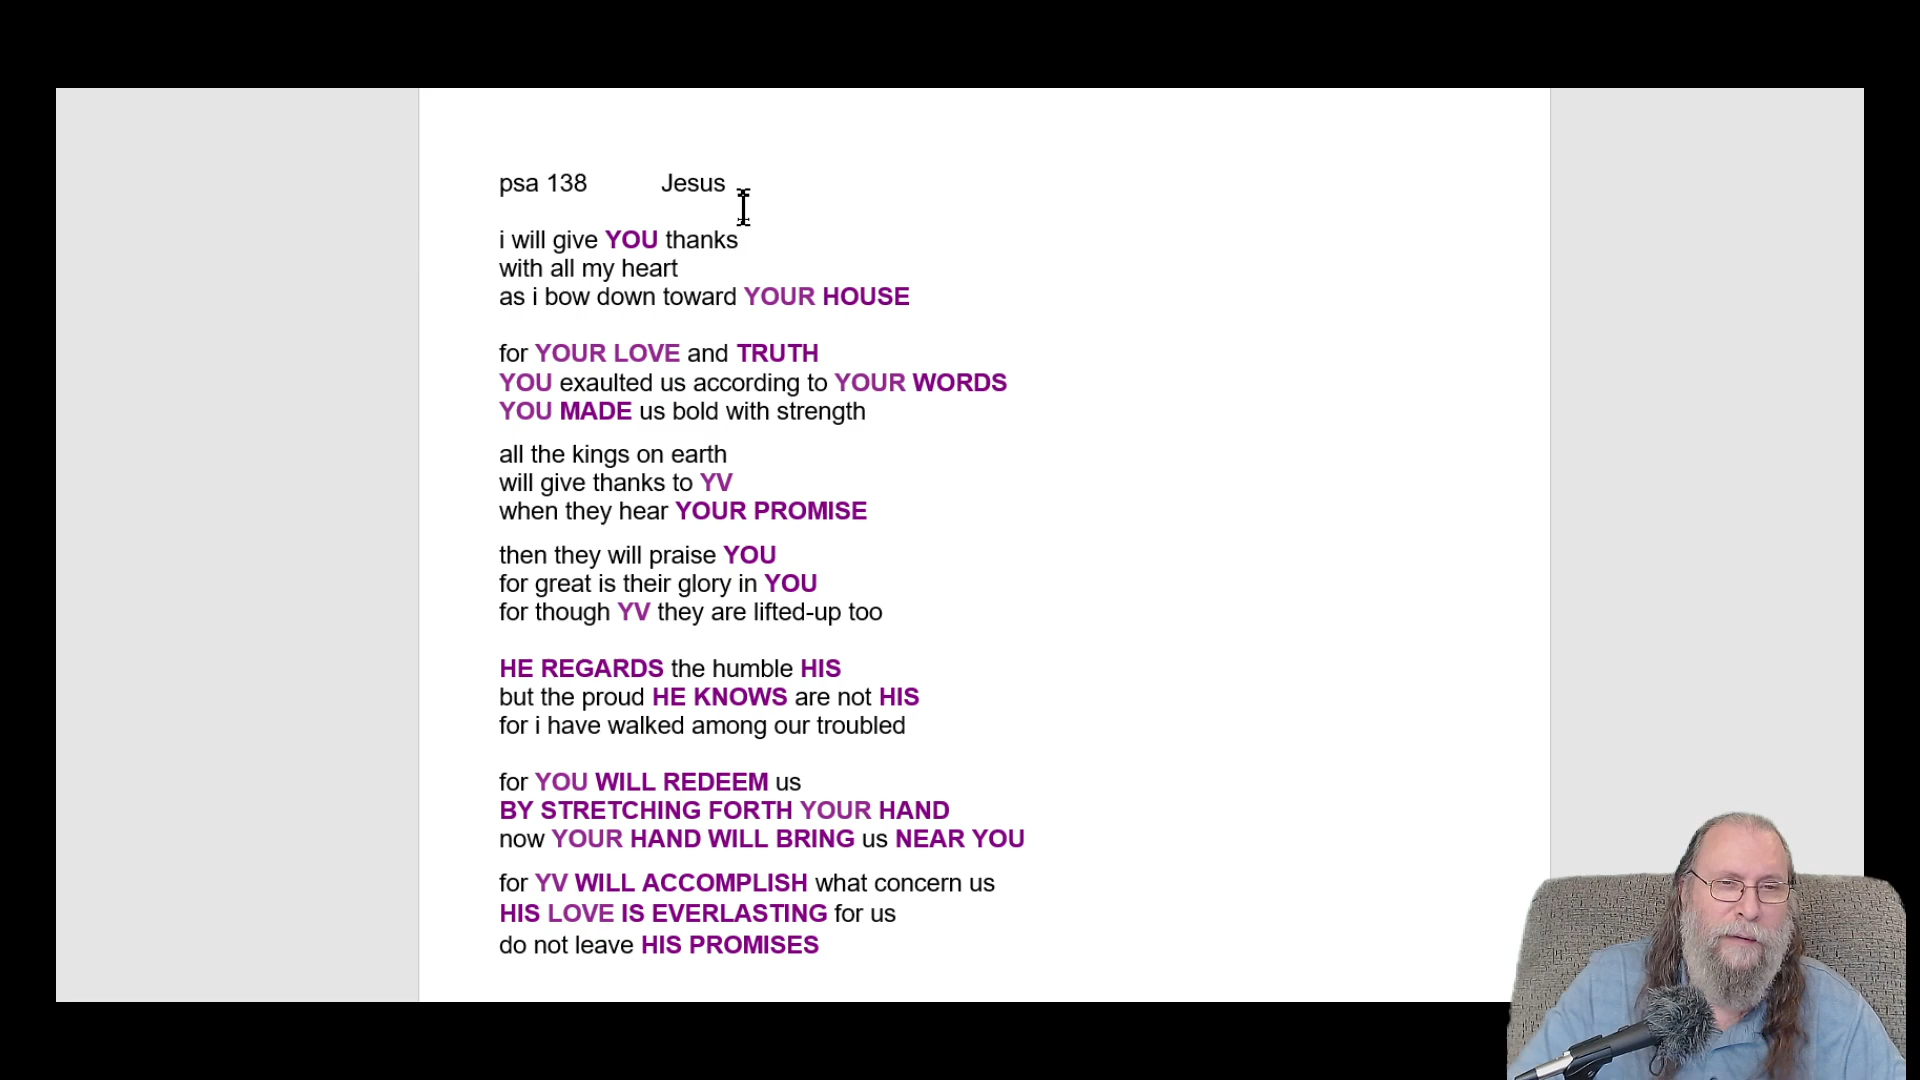 psa 138 Jesus
i will give YOU thanks
with all my heart
as i bow down toward YOUR HOUSE
for YOUR LOVE and TRUTH
YOU exaulted us according to YOUR WORDS
YOU MADE us bold with strength
all the kings on earth
will give thanks to YV
when they hear YOUR PROMISE
then they will praise YOU
for great is their glory in YOU
for though YV they are lifted-up too
HE REGARDS the humble HIS
but the proud HE KNOWS are not HIS
for i have walked among our troubled
for YOU WILL REDEEM us
BY STRETCHING FORTH YOUR HAND
now YOUR HAND WILL BRING us NEAR YOU
for YV WILL ACCOMPLISH what concern us
HIS LOVE IS EVERLASTING for us
do not leave HIS PROMISES